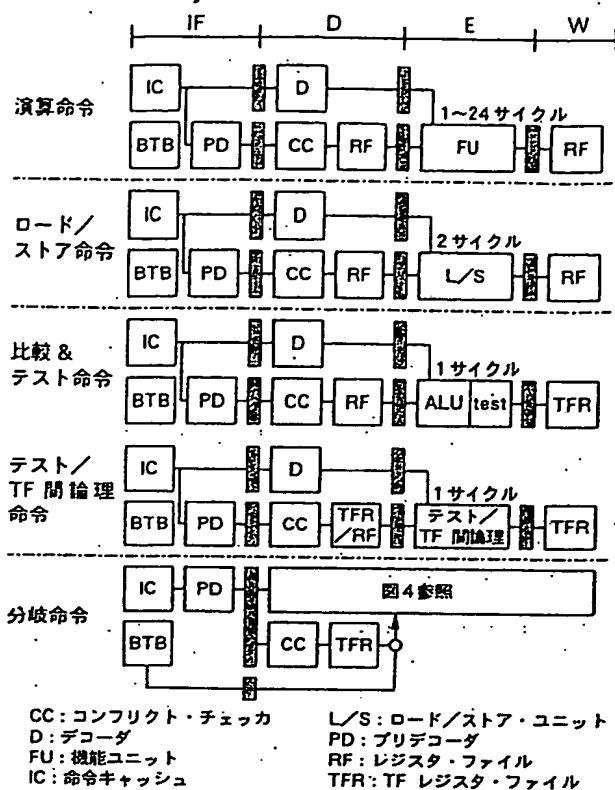 IF D E W
IC D
1~24サイクル
演算命令
BTB PD CC RF FU RF
IC D
ロード/
ストア命令
2サイクル
BTB PD CC RF L/S RF
IC D
比較&
テスト命令
1サイクル
BTB PD CC RF ALU test TFR
IC D
テスト/
TF間論理
命令
1サイクル
BTB PD CC TFR/RF テスト/TF間論理 TFR
IC PD 図4参照
分岐命令
BTB CC TFR
CC:コンフリクト・チェッカ
D:デコーダ
FU:機能ユニット
IC:命令キャッシュ
L/S:ロード/ストア・ユニット
PD:プリデコーダ
RF:レジスタ・ファイル
TFR:TFレジスタ・ファイル